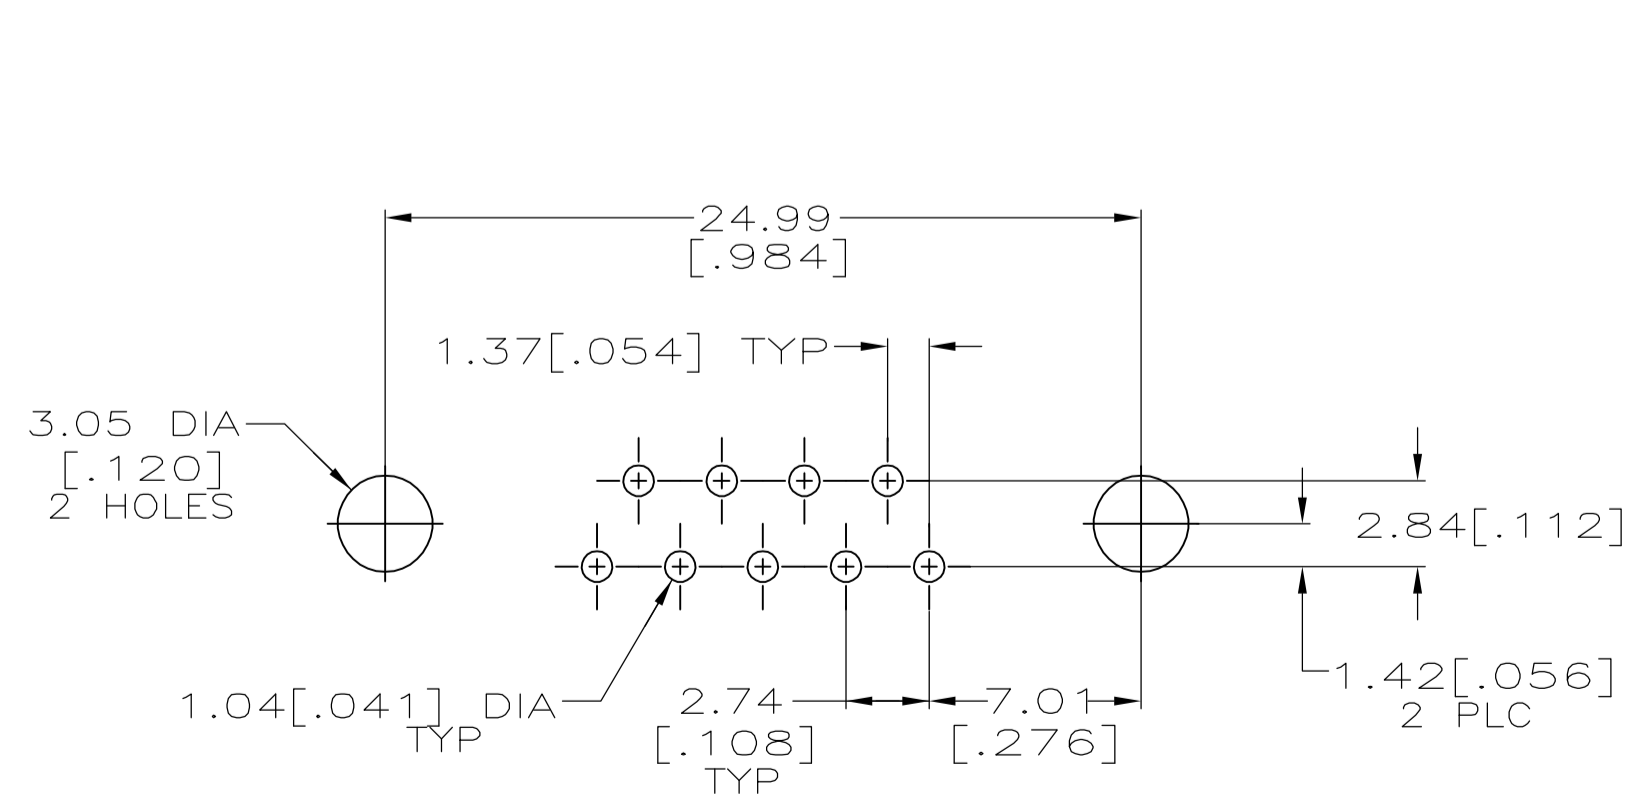 24.99
[.984]
1.37[.054] TYP
3.05 DIA
[.120]
2 HOLES
2.84[.112]
1.42[.056]
2 PLC
1.04[.041] DIA
TYP
2.74
[.108]
TYP
7.01
[.276]